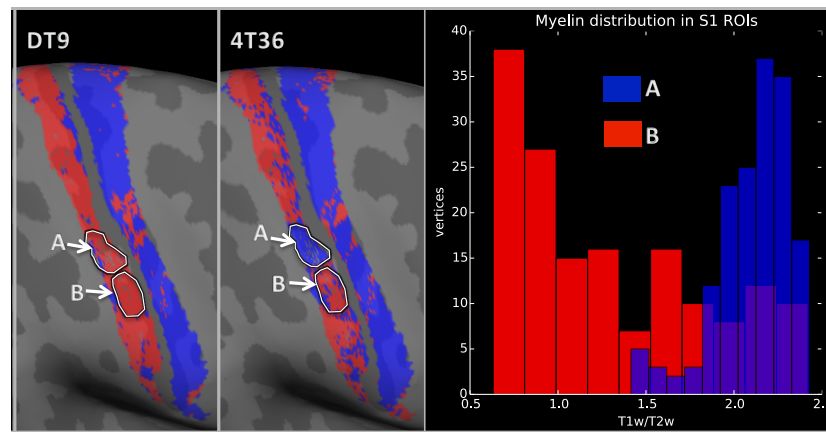 DT9
A
B
4T36
A
B
Myelin distribution in S1 ROIs
A
B
vertices
40
35
30
25
20
15
10
5
0
0.5 1.0 1.5 2.0 2.
T1w/T2w